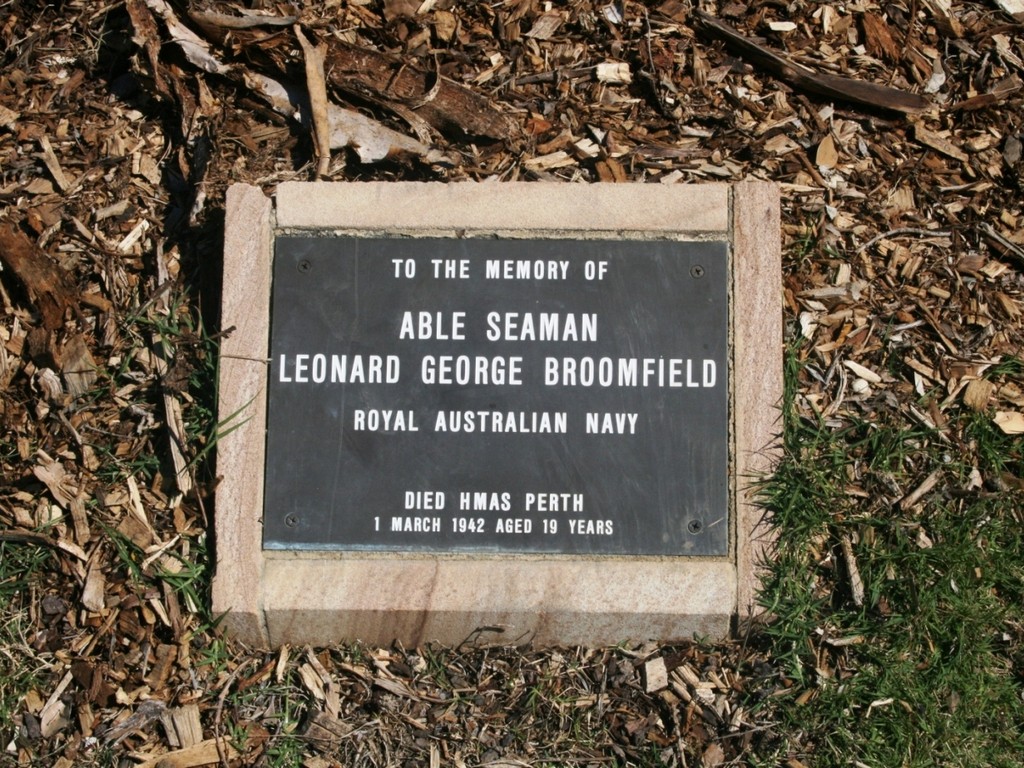 TO THE MEMORY OF
ABLE SEAMAN
LEONARD GEORGE BROOMFIELD
ROYAL AUSTRALIAN NAVY
DIED HMAS PERTH
1 MARCH 1942 AGED 19 YEARS